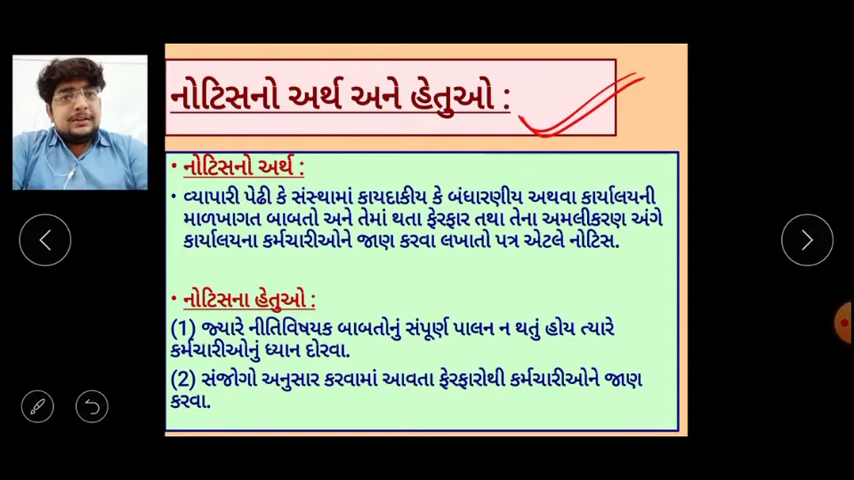 નોટિસનો અર્થ અને હેતુઓ :
• નોટિસનો અર્થ :
• વ્યાપારી પેઢી કે સંસ્થામાં કાયદાકીય કે બંધારણીય અથવા કાર્યાલયની
માળખાગત બાબતો અને તેમાં થતા ફેરફાર તથા તેના અમલીકરણ અંગે
કાર્યાલયના કર્મચારીઓને જાણ કરવા લખાતો પત્ર એટલે નોટિસ.
• નોટિસના હેતુઓ :
(1) જ્યારે નીતિવિષયક બાબતોનું સંપૂર્ણ પાલન ન થતું હોય ત્યારે
કર્મચારીઓનું ધ્યાન દોરવા.
(2) સંજોગો અનુસાર કરવામાં આવતા ફેરફારોથી કર્મચારીઓને જાણ
કરવા.